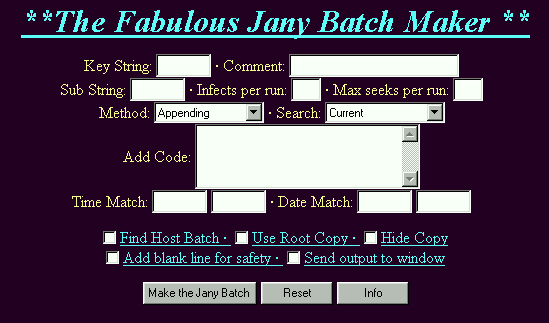 **The Fabulous Jany Batch Maker **
Key String: · Comment:
Sub String: · Infects per run: · Max seeks per run:
Method: Appending · Search: Current
Add Code:
Time Match: · Date Match:
Find Host Batch · Use Root Copy · Hide Copy
Add blank line for safety · Send output to window
Make the Jany Batch Reset Info